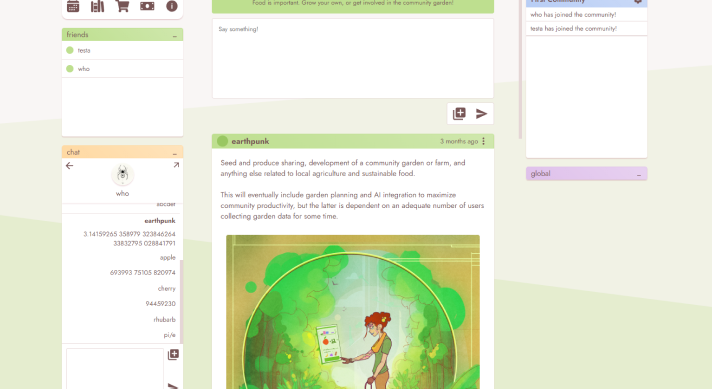 Food is important. Grow your own, or get involved in the community garden!
friends
tests
who
chat
who
earthpunk
3.14159265 358979 323846264
33832795 028841791
apple
693993 75105 820974
cherry
94459230
rhubarb
pi/e
Say something!
earthpunk
3 months ago
Seed and produce sharing, development of a community garden or farm, and
anything else related to local agriculture and sustainable food.
This will eventually include garden planning and AI integration to maximize
community productivity, but the latter is dependent on an adequate number of users
collecting garden data for some time.
First Community
who has joined the community!
tests has joined the community!
global